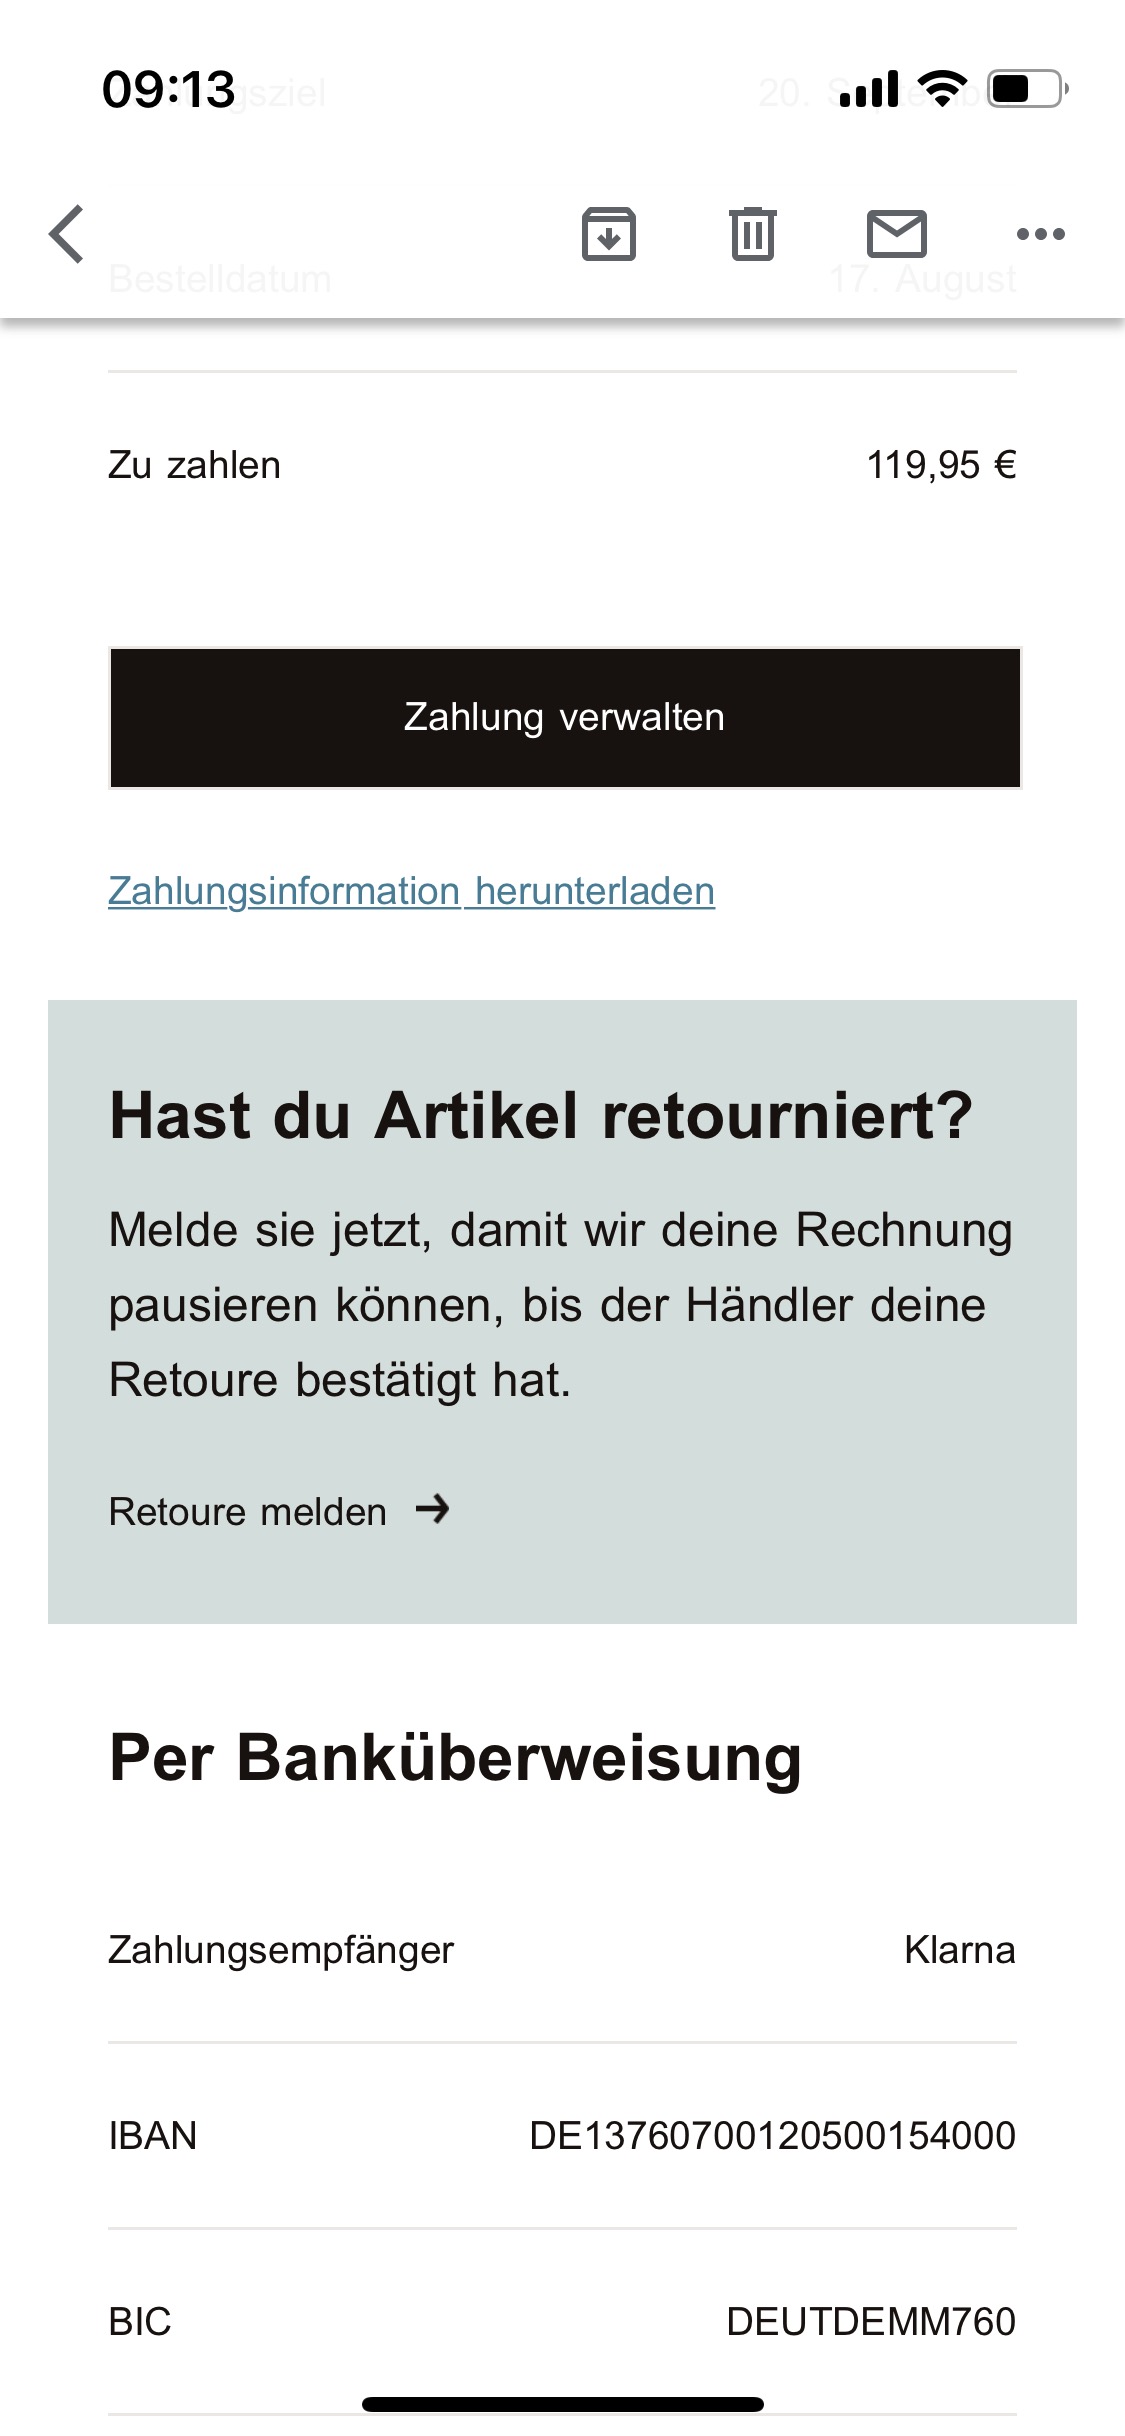 09:13
Bestelldatum 17. August
Zu zahlen 119,95 €
Zahlung verwalten
Zahlungsinformation herunterladen
Hast du Artikel retourniert?
Melde sie jetzt, damit wir deine Rechnung
pausieren können, bis der Händler deine
Retoure bestätigt hat.
Retoure melden →
Per Banküberweisung
Zahlungsempfänger Klarna
IBAN DE13760700120500154000
BIC DEUTDEMM760